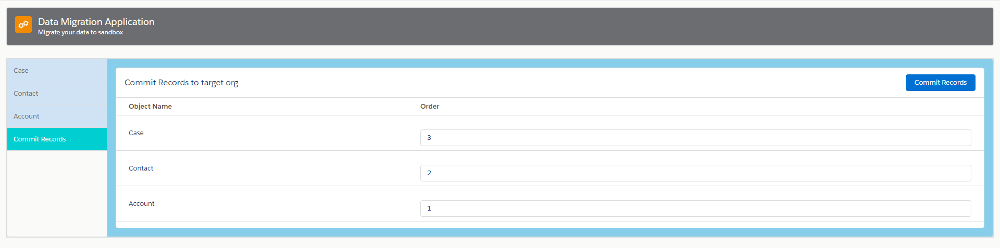 Data Migration Application
Migrate your data to sandbox
Case
Contact
Account
Commit Records
Commit Records to target org
Commit Records
Object Name Order
Case 3
Contact 2
Account 1